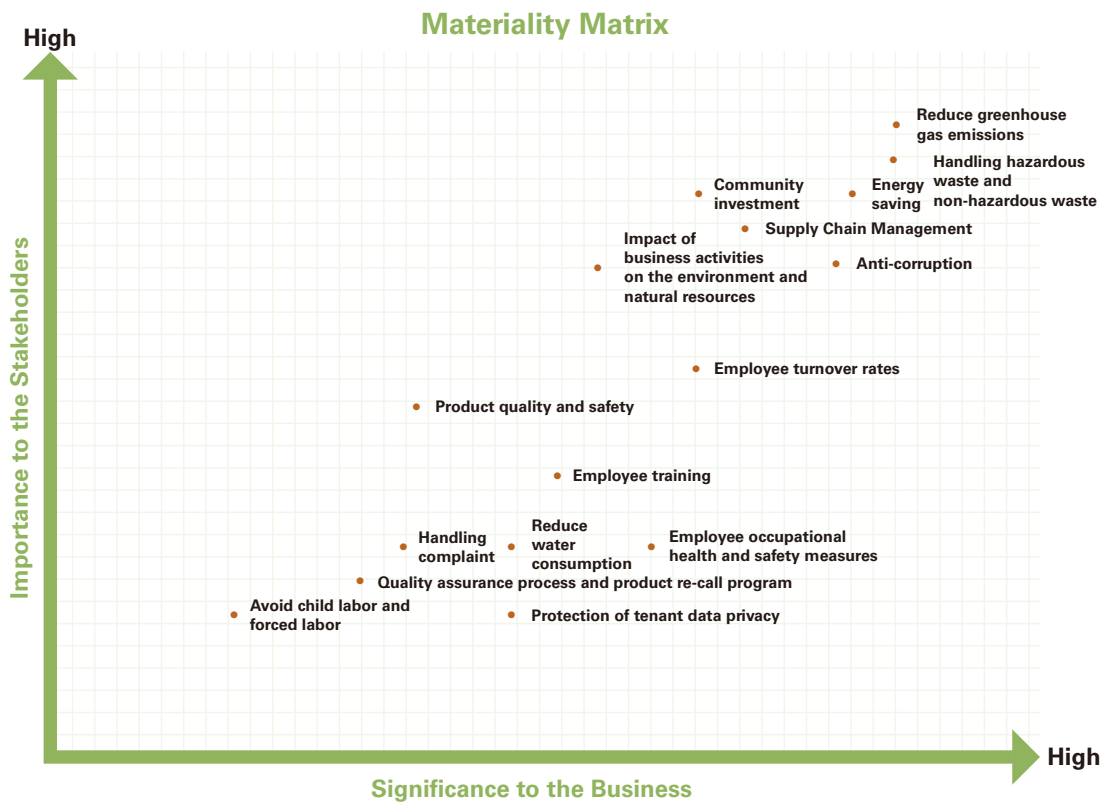 Materiality Matrix
High
Reduce greenhouse
gas emissions
Handling hazardous
waste and
non-hazardous waste
Community
investment
Energy
saving
Supply Chain Management
Impact of
business activities
on the environment and
natural resources
Anti-corruption
Employee turnover rates
Product quality and safety
Employee training
Handling
complaint
Reduce
water
consumption
Employee occupational
health and safety measures
Quality assurance process and product re-call program
Avoid child labor and
forced labor
Protection of tenant data privacy
Importance to the Stakeholders
High
Significance to the Business